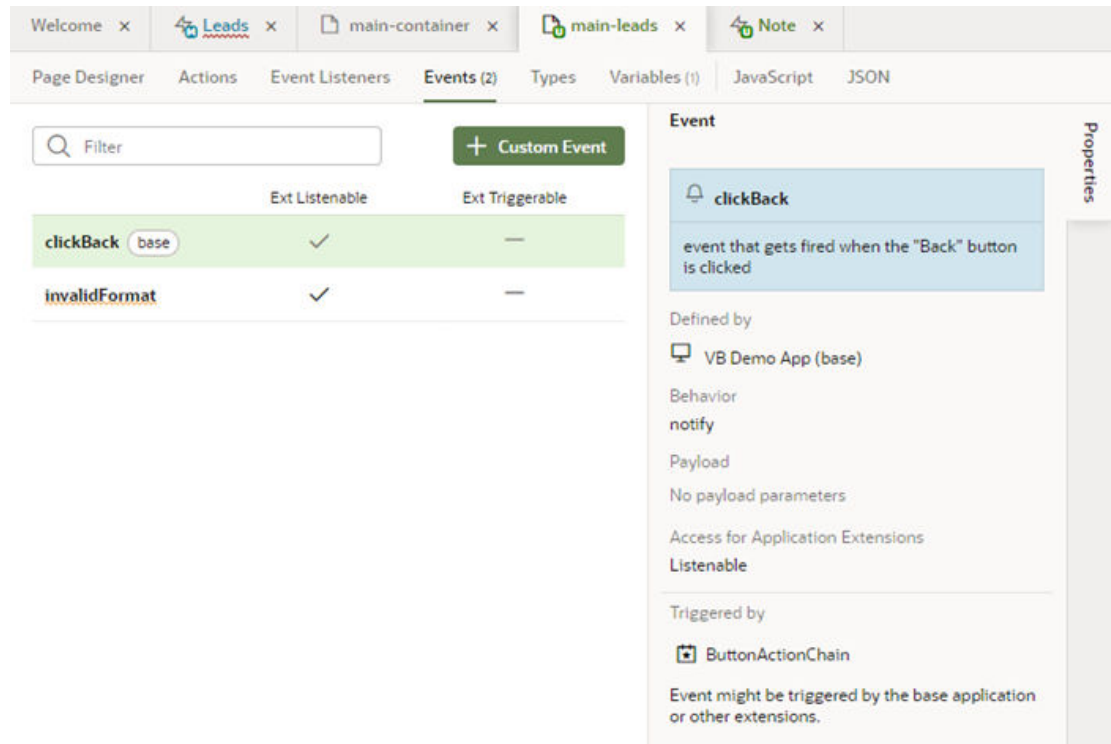 Welcome × Leads × main-container × main-leads × Note ×
Page Designer Actions Event Listeners Events (2) Types Variables (1) JavaScript JSON
Filter
+ Custom Event
Ext Listenable Ext Triggerable
clickBack base
invalidFormat
Event
clickBack
event that gets fired when the "Back" button
is clicked
Defined by
VB Demo App (base)
Behavior
notify
Payload
No payload parameters
Access for Application Extensions
Listenable
Triggered by
ButtonActionChain
Event might be triggered by the base application
or other extensions.
Properties